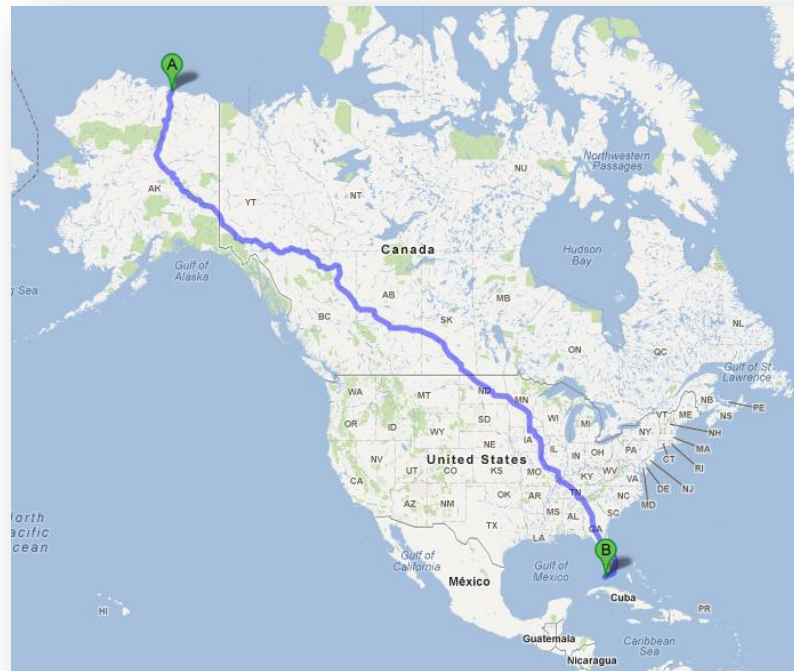 A
Northwestern
Passages
NU
AK
YT
NT
Canada
Hudson
Bay
Gulf of
Alaska
ng Sea
AB
BC
SK
MB
ON
QC
NL
Gulf of St
Lawrence
WA
MT
ND
MN
NB
PE
VT
ME
NS
OR
ID
SD
WI
MI
NY
NH
WY
IA
MA
NE
IL
IN
OH
PA
CT
RI
NV
UT
CO
United States
KS
MO
KY
WV
VA
NJ
DE
MD
CA
TN
NC
AZ
NM
OK
AR
SC
MS
AL
GA
TX
LA
North
acific
cean
Gulf of
California
B
Gulf of
Mexico
México
Cuba
HI
PR
Guatemala
Caribbean
Sea
Nicaragua